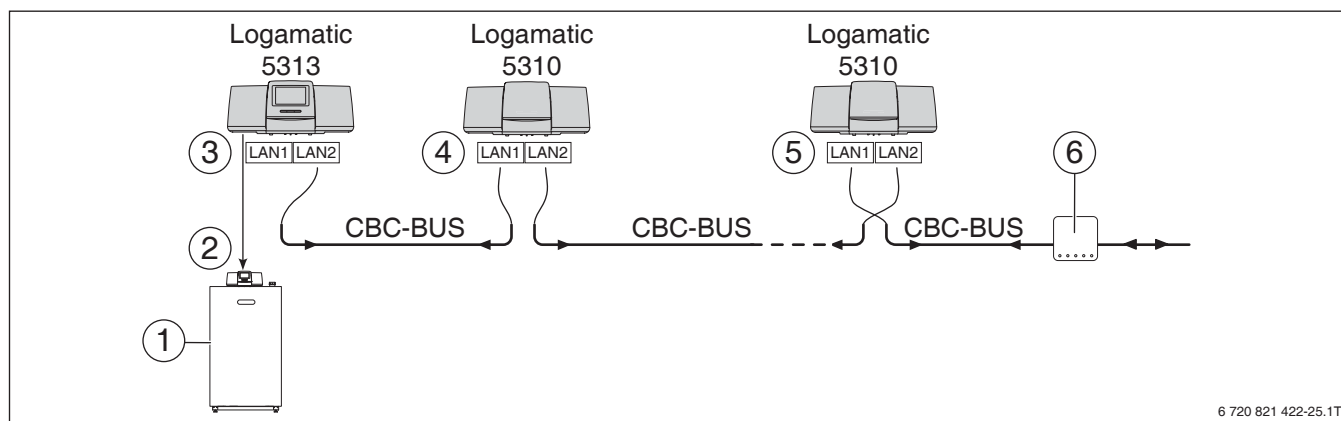 Logamatic
5313
Logamatic
5310
Logamatic
5310
3 LAN1 LAN2
4 LAN1 LAN2
5 LAN1 LAN2
6
CBC-BUS
CBC-BUS
CBC-BUS
2
1
6 720 821 422-25.1T